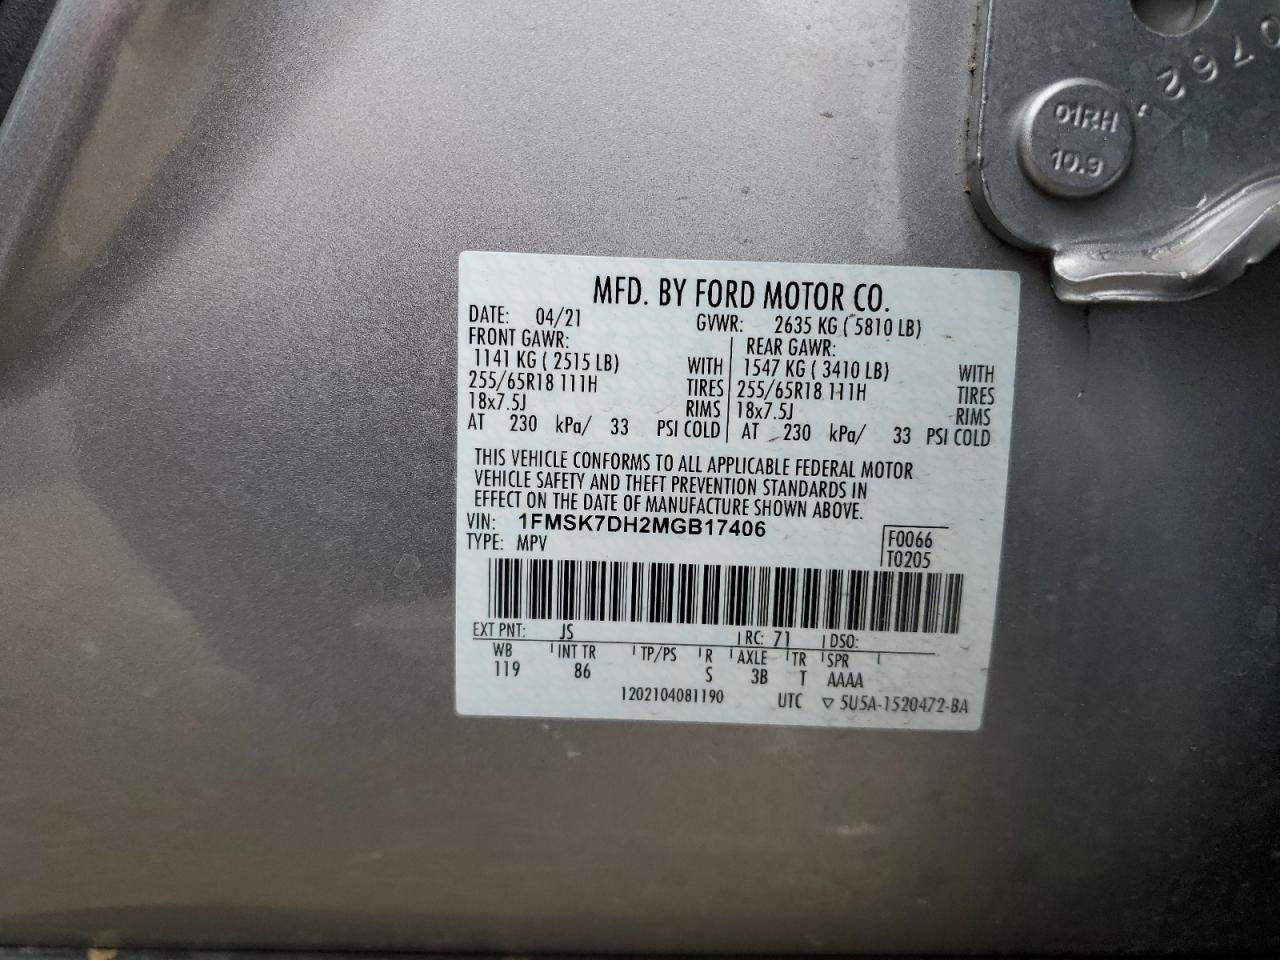 0762
01RH
10.9
MFD. BY FORD MOTOR CO.
DATE: 04/21 GVWR: 2635 KG ( 5810 LB)
FRONT GAWR: REAR GAWR:
1141 KG ( 2515 LB) WITH 1547 KG ( 3410 LB) WITH
255/65R18 111H TIRES 255/65R18 111H TIRES
18x7.5J RIMS 18x7.5J RIMS
AT 230 kPa/ 33 PSI COLD AT 230 kPa/ 33 PSI COLD
THIS VEHICLE CONFORMS TO ALL APPLICABLE FEDERAL MOTOR
VEHICLE SAFETY AND THEFT PREVENTION STANDARDS IN
EFFECT ON THE DATE OF MANUFACTURE SHOWN ABOVE.
VIN: 1FMSK7DH2MGB17406 F0066
TYPE: MPV T0205
EXT PNT: JS RC: 71 DSO:
WB INT TR TP/PS R AXLE TR SPR
119 86 S 3B T AAAA
1202104081190 UTC ▽ 5U5A-1520472-BA